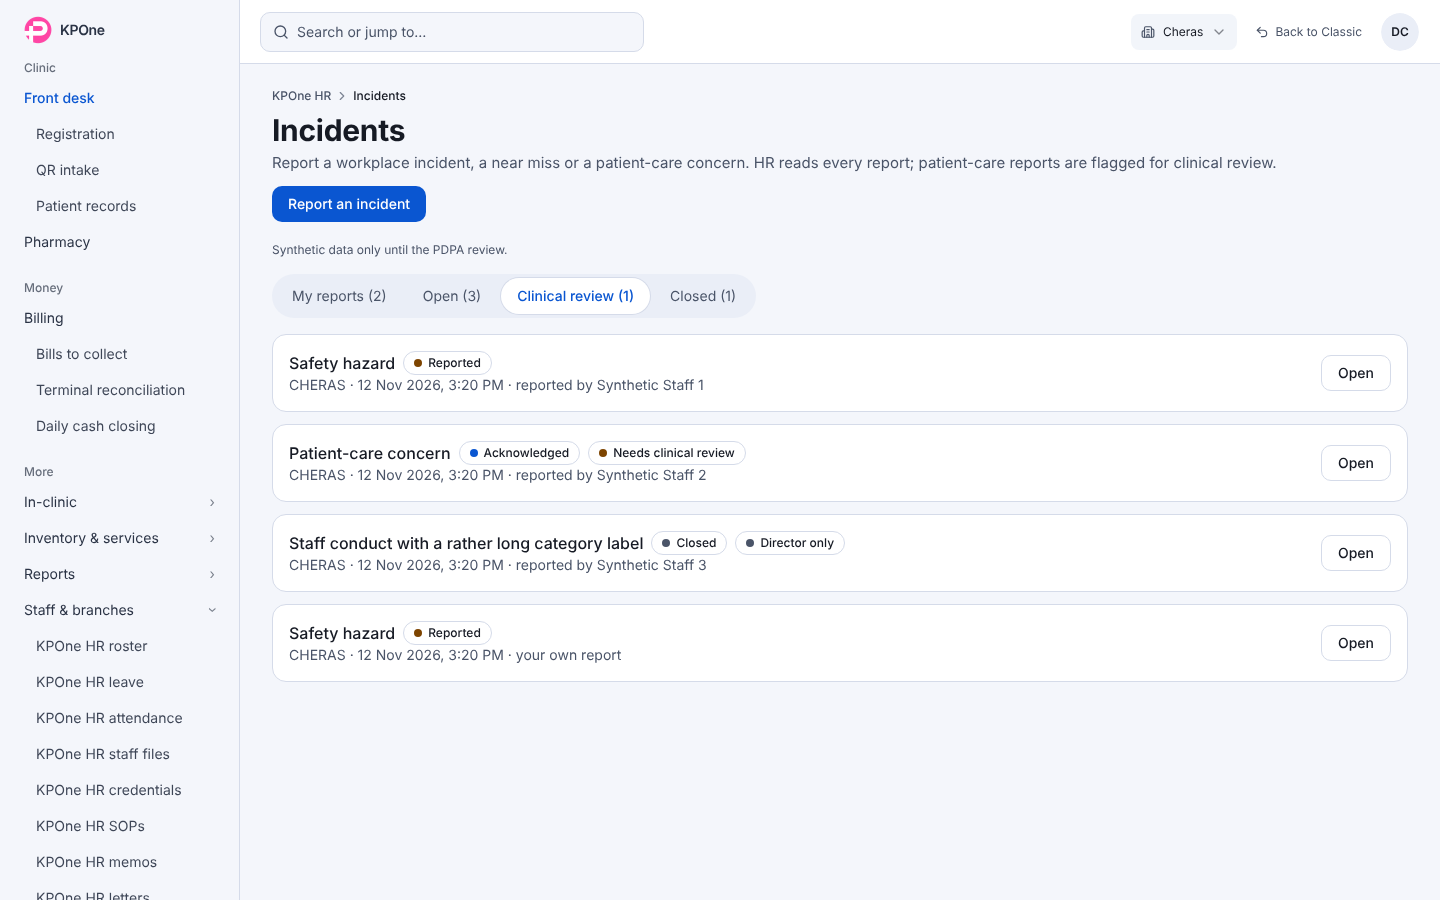 KPOne
Clinic
Front desk
Registration
QR intake
Patient records
Pharmacy
Money
Billing
Bills to collect
Terminal reconciliation
Daily cash closing
More
In-clinic
Inventory & services
Reports
Staff & branches
KPOne HR roster
KPOne HR leave
KPOne HR attendance
KPOne HR staff files
KPOne HR credentials
KPOne HR SOPs
KPOne HR memos
KPOne HR letters
Search or jump to...
Cheras
Back to Classic
DC
KPOne HR > Incidents
Incidents
Report a workplace incident, a near miss or a patient-care concern. HR reads every report; patient-care reports are flagged for clinical review.
Report an incident
Synthetic data only until the PDPA review.
My reports (2) Open (3) Clinical review (1) Closed (1)
Safety hazard Reported
CHERAS · 12 Nov 2026, 3:20 PM · reported by Synthetic Staff 1
Open
Patient-care concern Acknowledged Needs clinical review
CHERAS · 12 Nov 2026, 3:20 PM · reported by Synthetic Staff 2
Open
Staff conduct with a rather long category label Closed Director only
CHERAS · 12 Nov 2026, 3:20 PM · reported by Synthetic Staff 3
Open
Safety hazard Reported
CHERAS · 12 Nov 2026, 3:20 PM · your own report
Open